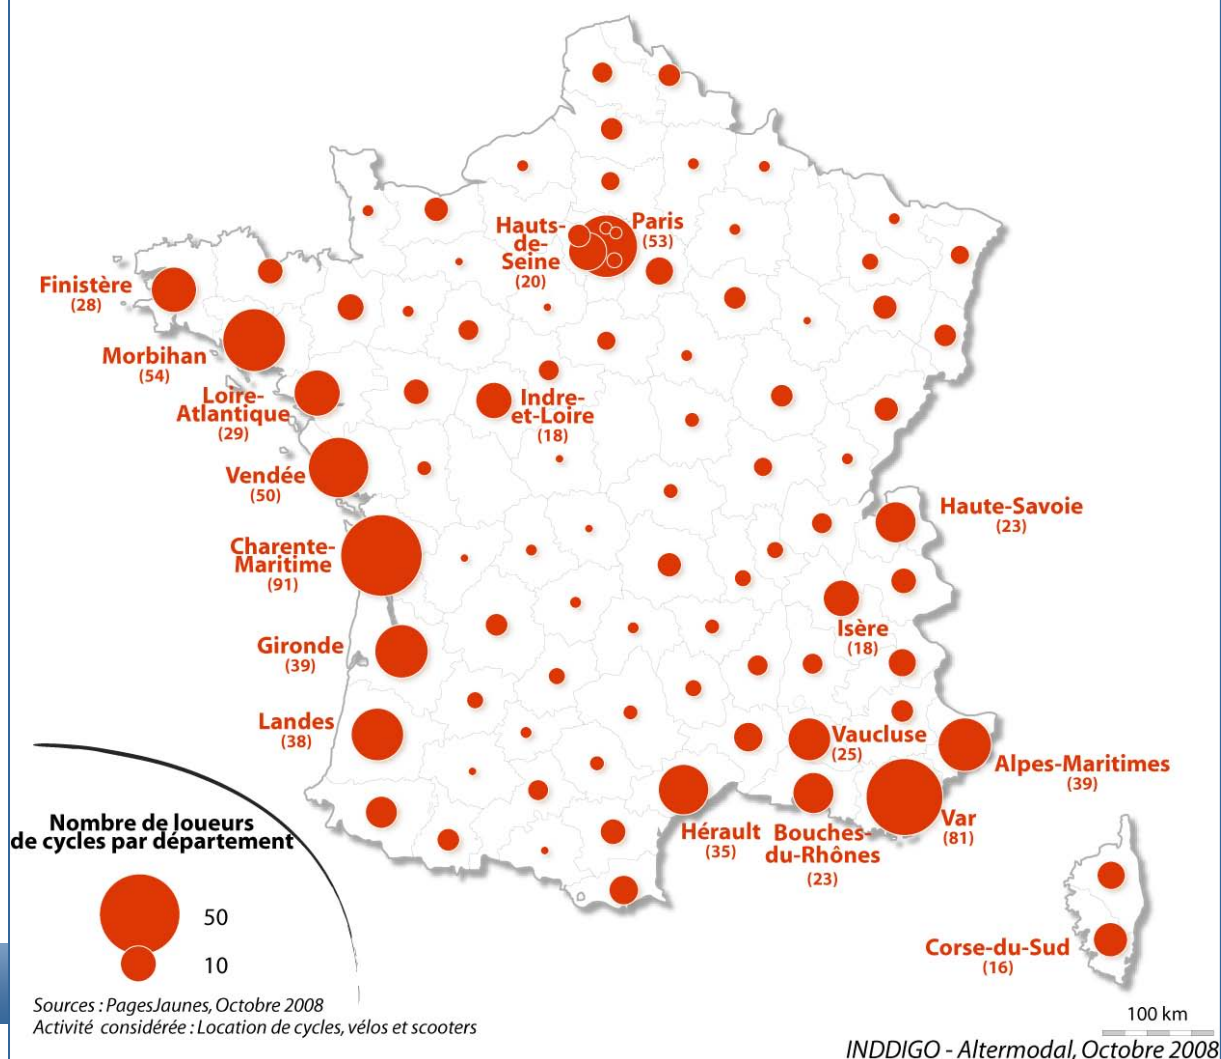 Paris
(53)
Hauts-
de-
Seine
(20)
Finistère
(28)
Morbihan
(54)
Loire-
Atlantique
(29)
Indre-
et-Loire
(18)
Vendée
(50)
Haute-Savoie
(23)
Charente-
Maritime
(91)
Isère
(18)
Gironde
(39)
Landes
(38)
Vaucluse
(25)
Alpes-Maritimes
(39)
Var
(81)
Hérault
(35)
Bouches-
du-Rhônes
(23)
Corse-du-Sud
(16)
Nombre de loueurs
de cycles par département
50
10
Sources : PagesJaunes, Octobre 2008
Activité considérée : Location de cycles, vélos et scooters
100 km
INDDIGO - Altermodal, Octobre 2008